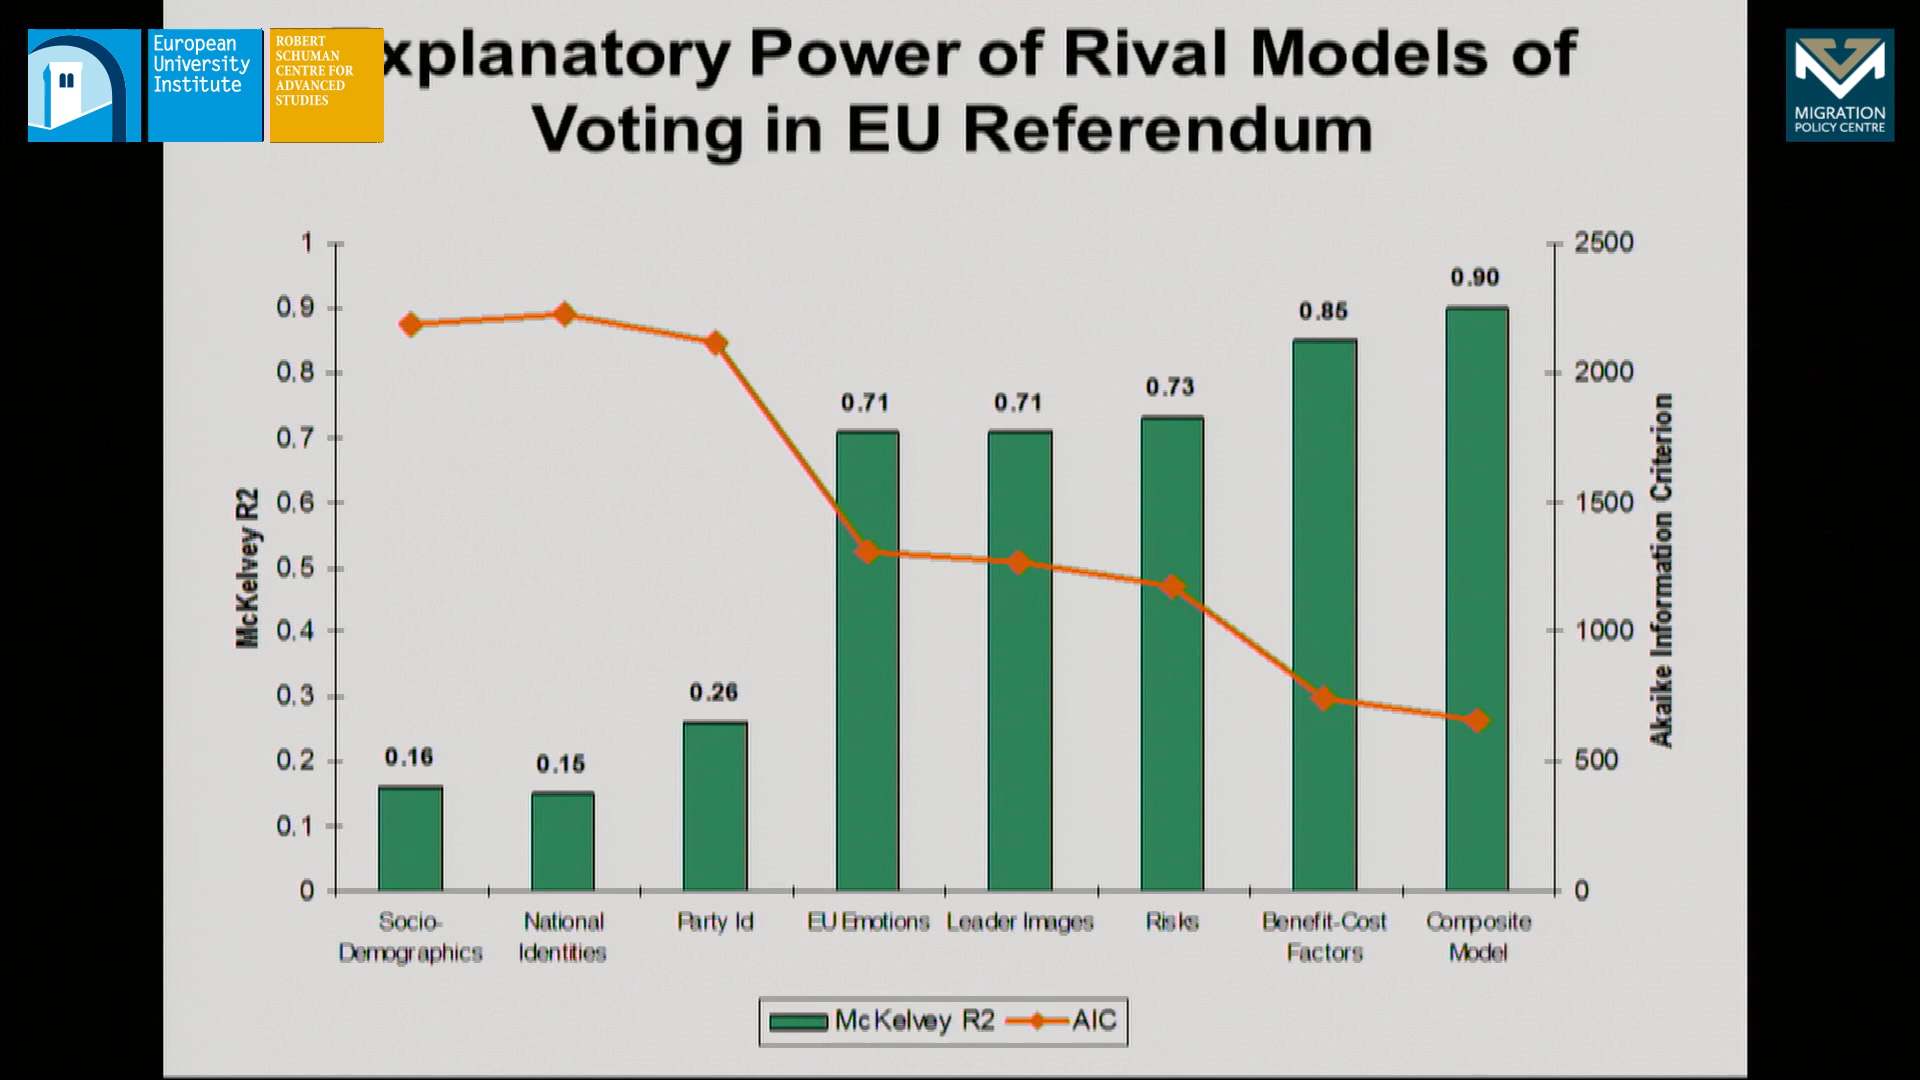 European
University
Institute
ROBERT
SCHUMAN
CENTRE FOR
ADVANCED
STUDIES
xplanatory Power of Rival Models of
Voting in EU Referendum
MIGRATION
POLICY CENTRE
McKelvey R2
1
0.9
0.8
0.7
0.6
0.5
0.4
0.3
0.2
0.1
0
0.16
0.15
0.26
0.71
0.71
0.73
0.85
0.90
2500
2000
1500
1000
500
0
Akaike Information Criterion
Socio-
Demographics
National
Identities
Party Id
EU Emotions
Leader Images
Risks
Benefit-Cost
Factors
Composite
Model
McKelvey R2
AIC